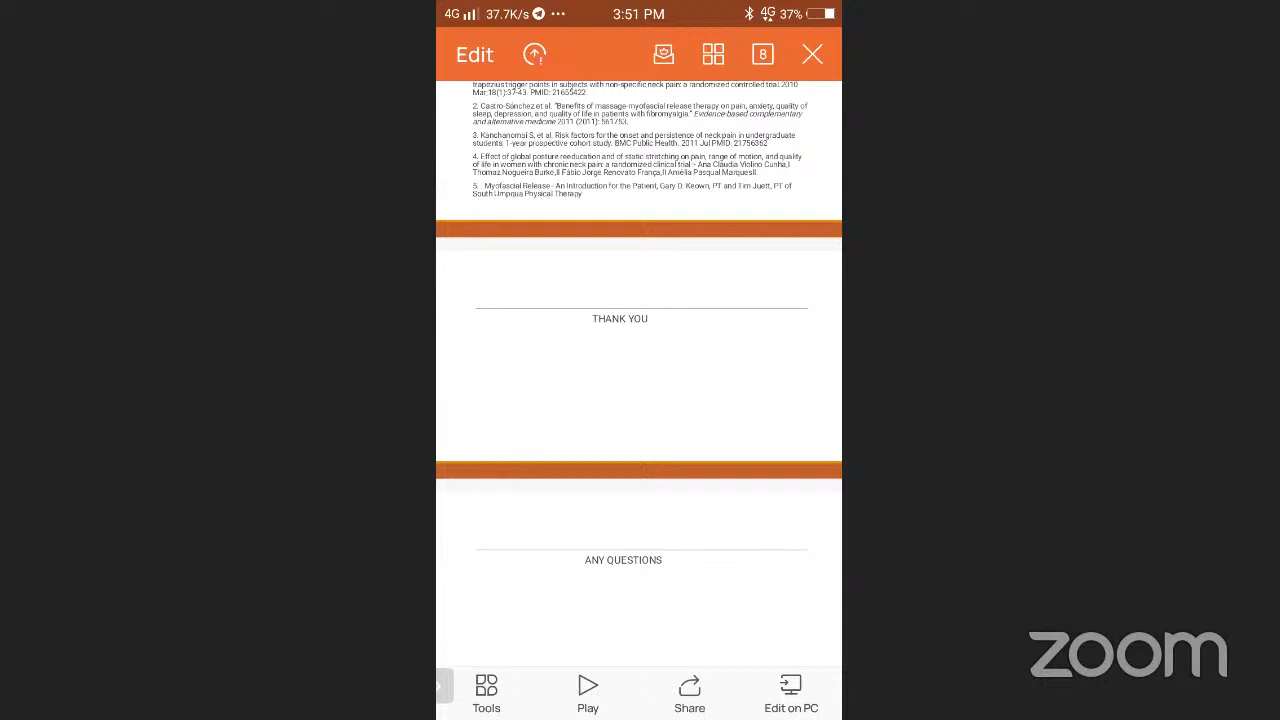 4G 37.7K/s ••• 3:51 PM 4G 37%
Edit 8
trapezius trigger points in subjects with non-specific neck pain: a randomized controlled trial.2010
Mar;18(1):37-43. PMID: 21655422
2. Castro-Sánchez et al. "Benefits of massage-myofascial release therapy on pain, anxiety, quality of
sleep, depression, and quality of life in patients with fibromyalgia." Evidence based complementary
and alternative medicine 2011 (2011): 561753.
3. Kanchanomai S, et al. Risk factors for the onset and persistence of neck pain in undergraduate
students: 1-year prospective cohort study. BMC Public Health. 2011 Jul PMID: 21756362
4. Effect of global posture reeducation and of static stretching on pain, range of motion, and quality
of life in women with chronic neck pain: a randomized clinical trial :- Ana Cláudia Violino Cunha,I
Thomaz Nogueira Burke,II Fábio Jorge Renovato França,II Amélia Pasqual MarquesII.
5. Myofascial Release - An Introduction for the Patient, Gary D. Keown, PT and Tim Juett, PT of
South Umpqua Physical Therapy
THANK YOU
ANY QUESTIONS
Tools Play Share Edit on PC
zoom